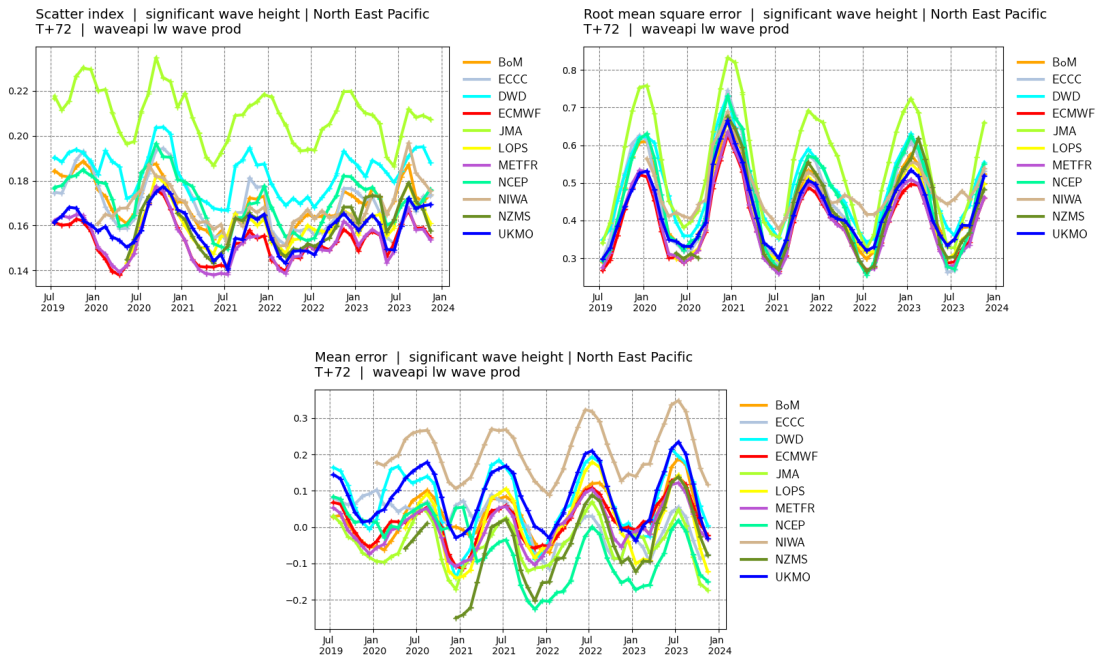 Scatter index | significant wave height | North East Pacific
T+72 | waveapi lw wave prod
0.22
0.20
0.18
0.16
0.14
Jul 2019
Jan 2020
Jul 2020
Jan 2021
Jul 2021
Jan 2022
Jul 2022
Jan 2023
Jul 2023
Jan 2024
BoM
ECCC
DWD
ECMWF
JMA
LOPS
METFR
NCEP
NIWA
NZMS
UKMO
Root mean square error | significant wave height | North East Pacific
T+72 | waveapi lw wave prod
0.8
0.7
0.6
0.5
0.4
0.3
Jul 2019
Jan 2020
Jul 2020
Jan 2021
Jul 2021
Jan 2022
Jul 2022
Jan 2023
Jul 2023
Jan 2024
BoM
ECCC
DWD
ECMWF
JMA
LOPS
METFR
NCEP
NIWA
NZMS
UKMO
Mean error | significant wave height | North East Pacific
T+72 | waveapi lw wave prod
0.3
0.2
0.1
0.0
−0.1
−0.2
Jul 2019
Jan 2020
Jul 2020
Jan 2021
Jul 2021
Jan 2022
Jul 2022
Jan 2023
Jul 2023
Jan 2024
BoM
ECCC
DWD
ECMWF
JMA
LOPS
METFR
NCEP
NIWA
NZMS
UKMO